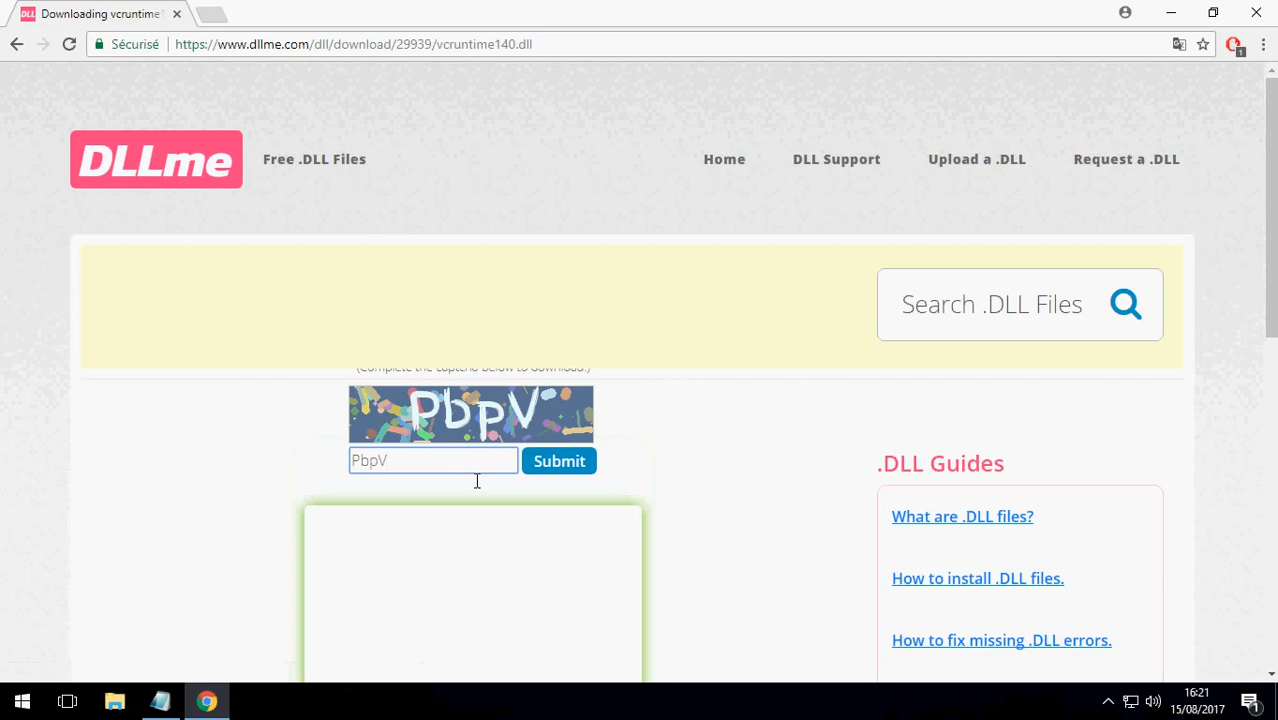 DLL Downloading vcruntime1
Sécurisé https://www.dllme.com/dll/download/29939/vcruntime140.dll
1
DLLme Free .DLL Files Home DLL Support Upload a .DLL Request a .DLL
Search .DLL Files
(Complete the captcha below to download.)
PbpV
PbpV Submit
.DLL Guides
What are .DLL files?
How to install .DLL files.
How to fix missing .DLL errors.
16:21
15/08/2017
1